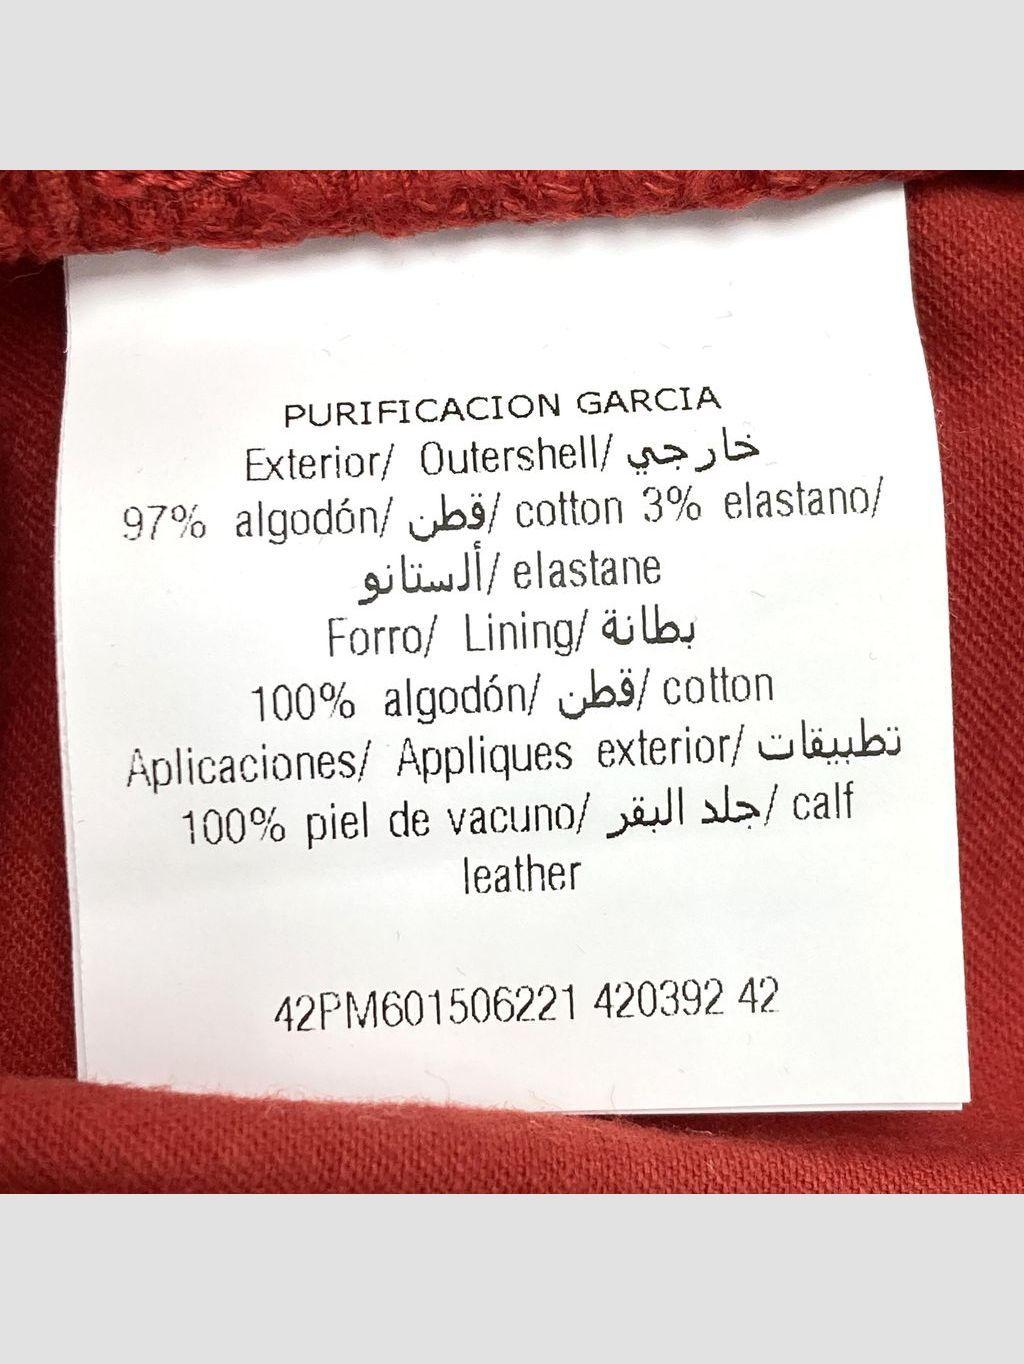 PURIFICACION GARCIA
Exterior/ Outershell/ خارجي
97% algodón/ قطن/ cotton 3% elastano/
ألستانو/ elastane
Forro/ Lining/ بطانة
100% algodón/ قطن/ cotton
Aplicaciones/ Appliques exterior/ تطبيقات
100% piel de vacuno/ جلد البقر/ calf
leather
42PM601506221 420392 42